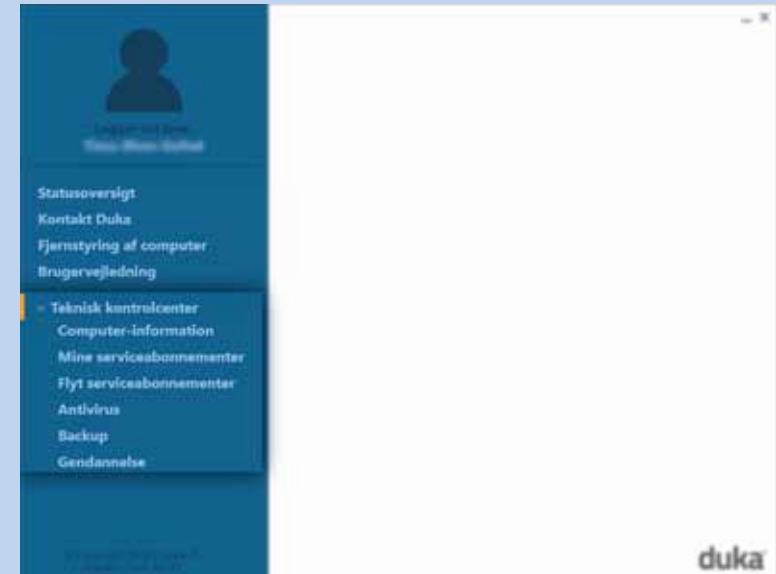 Statusoversigt
Kontakt Duka
Fjernstyring af computer
Brugervejledning
Teknisk kontrolcenter
Computer-information
Mine serviceabonnementer
Flyt serviceabonnementer
Antivirus
Backup
Gendannelse
duka